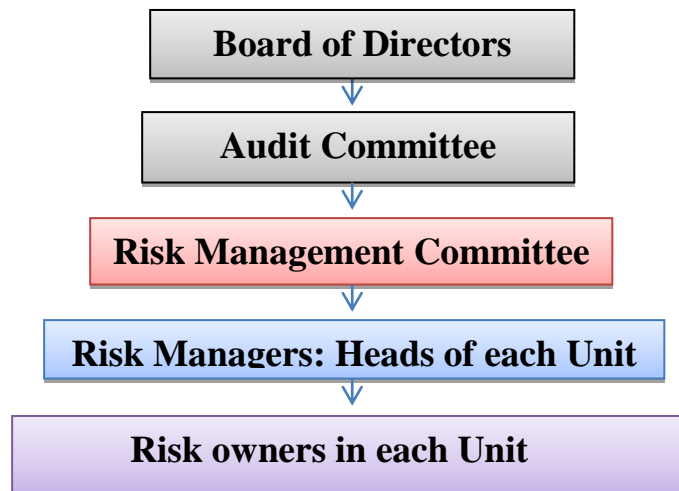 Board of Directors
Audit Committee
Risk Management Committee
Risk Managers: Heads of each Unit
Risk owners in each Unit